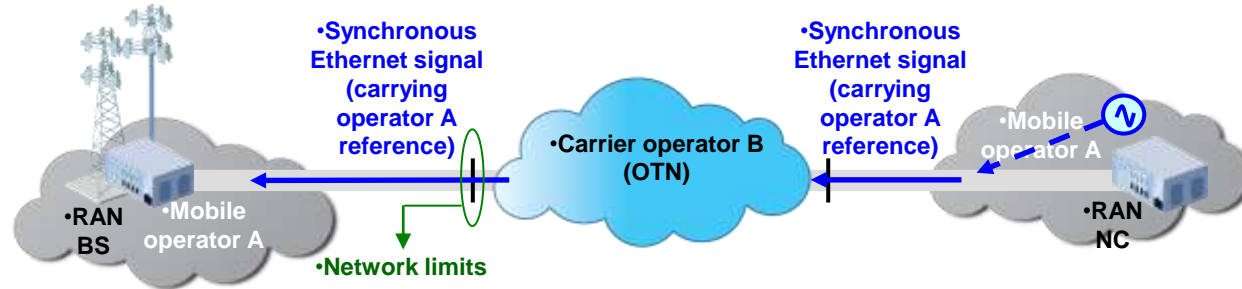 •Synchronous
Ethernet signal
(carrying
operator A
reference)
•Synchronous
Ethernet signal
(carrying
operator A
reference)
•Carrier operator B
(OTN)
•Mobile
operator A
•RAN
BS
•Mobile
operator A
•RAN
NC
•Network limits